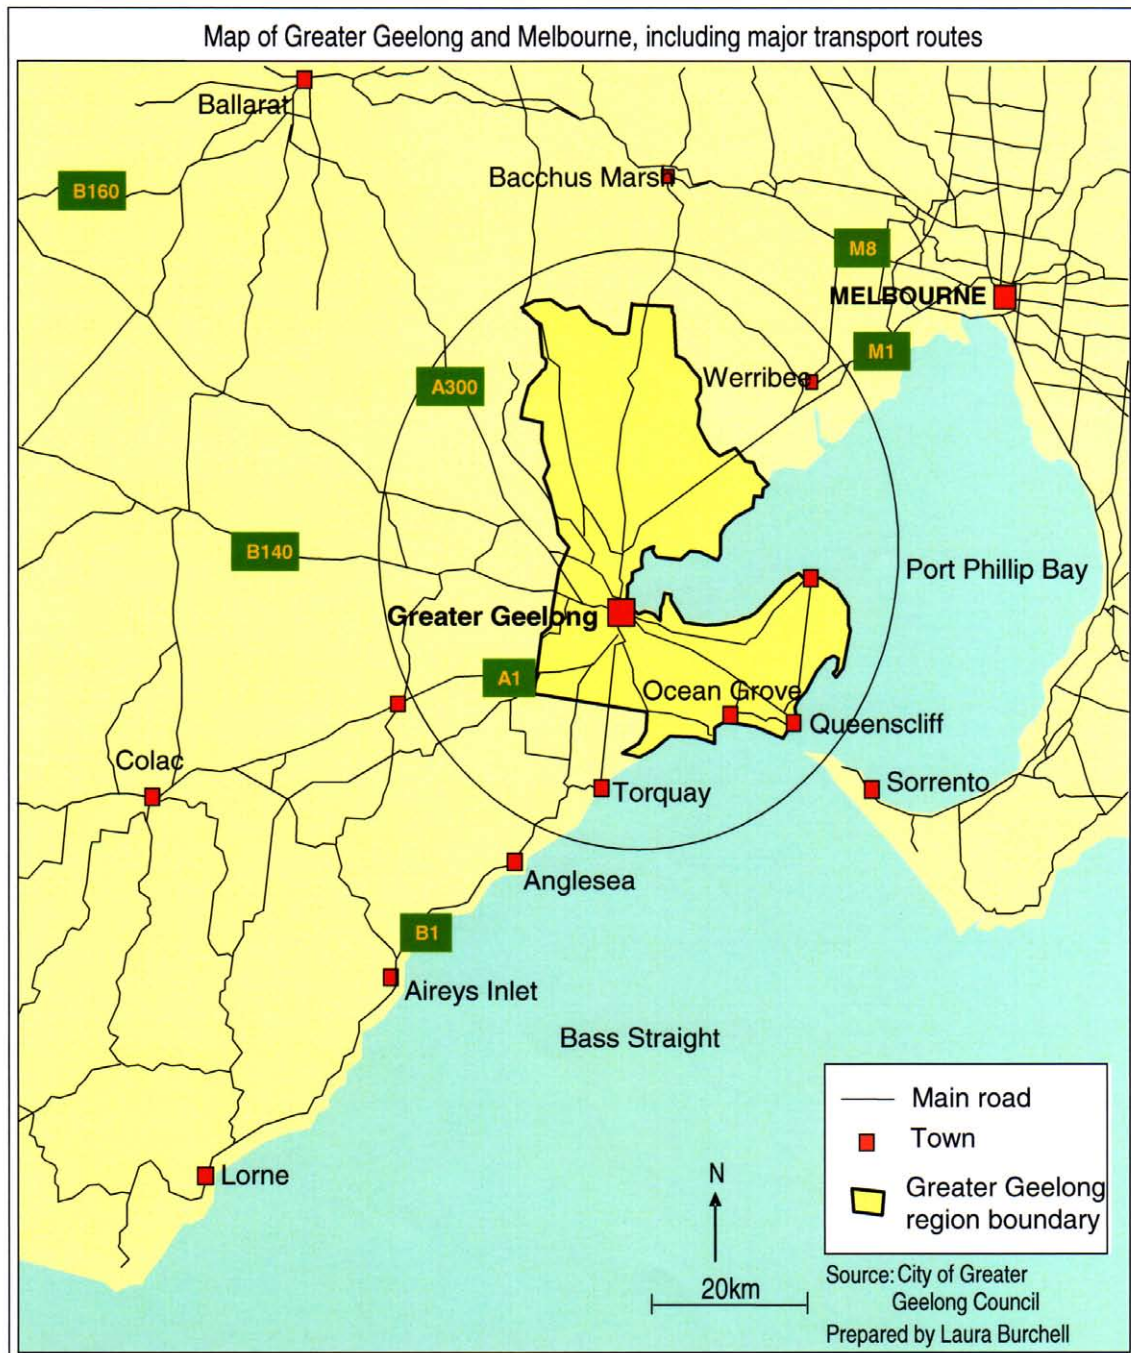 Map of Greater Geelong and Melbourne, including major transport routes
Ballarat
Bacchus Marsh
B160
M8
MELBOURNE
M1
Werribee
A300
B140
Port Phillip Bay
Greater Geelong
A1
Ocean Grove
Queenscliff
Colac
Torquay
Sorrento
Anglesea
B1
Aireys Inlet
Bass Straight
Main road
Town
Lorne
N
Greater Geelong
region boundary
20km
Source: City of Greater
Geelong Council
Prepared by Laura Burchell